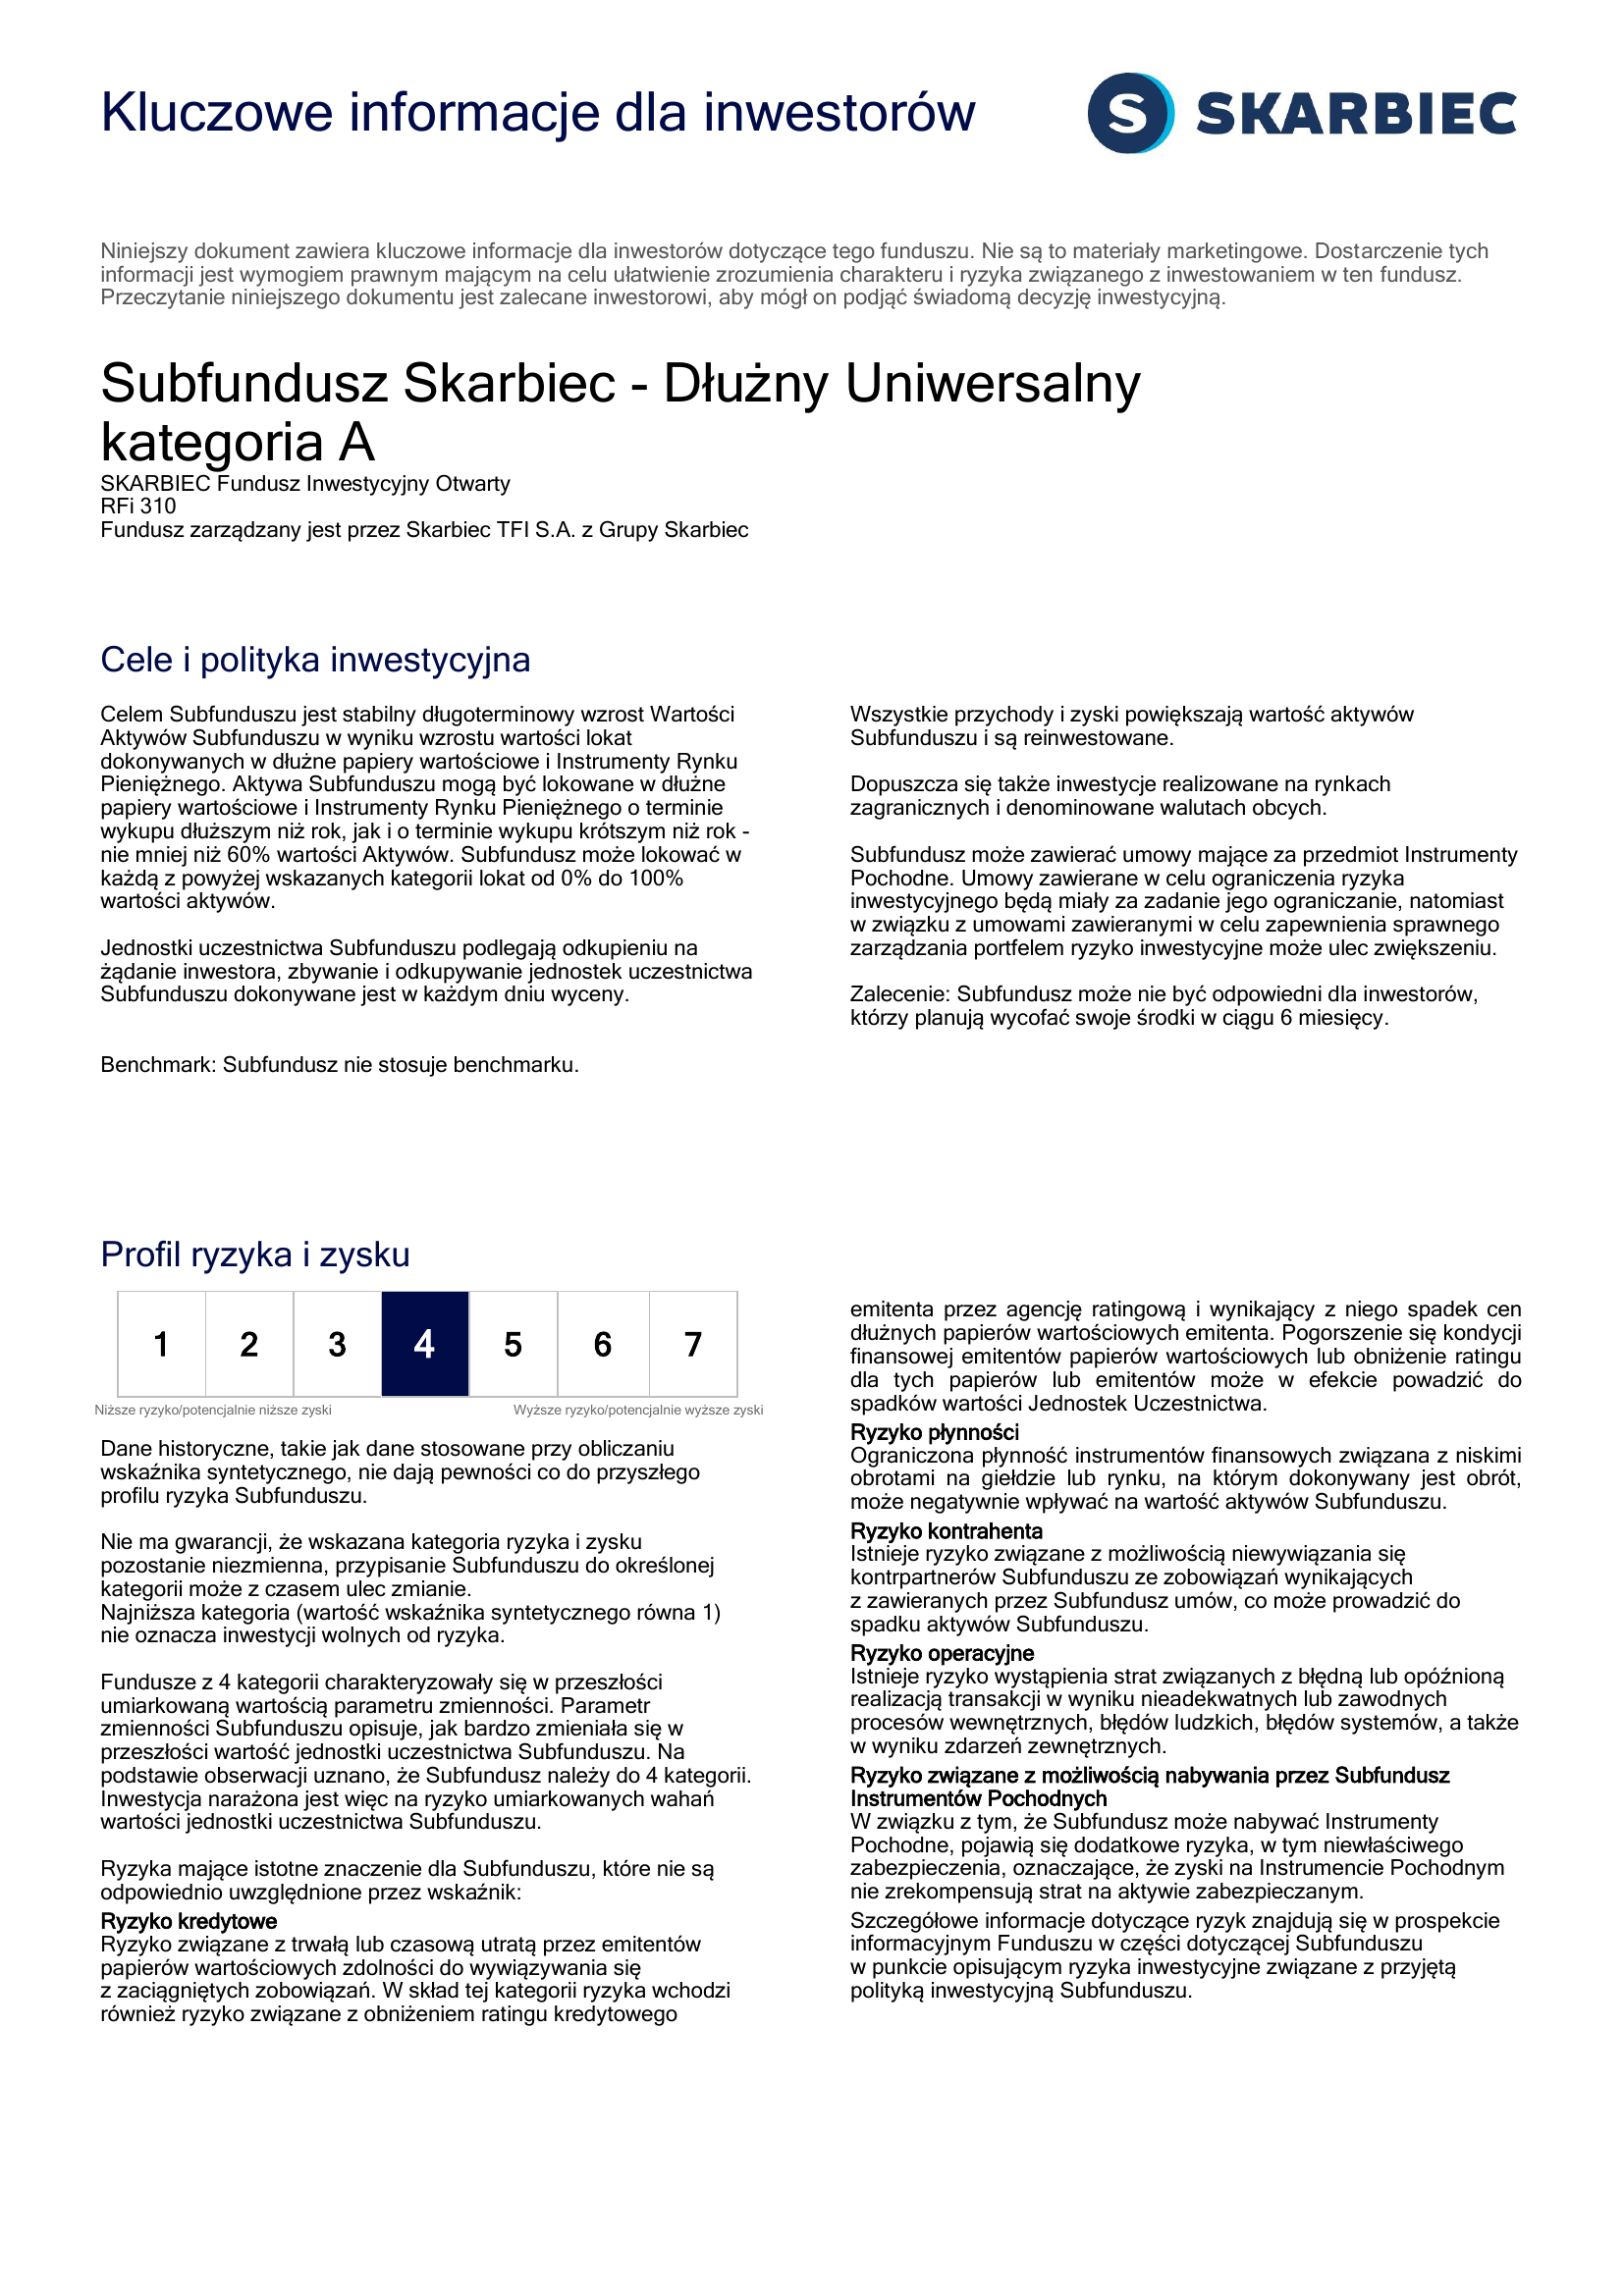 Kluczowe informacje dla inwestorów
S SKARBIEC
Niniejszy dokument zawiera kluczowe informacje dla inwestorów dotyczące tego funduszu. Nie są to materiały marketingowe. Dostarczenie tych
informacji jest wymogiem prawnym mającym na celu ułatwienie zrozumienia charakteru i ryzyka związanego z inwestowaniem w ten fundusz.
Przeczytanie niniejszego dokumentu jest zalecane inwestorowi, aby mógł on podjąć świadomą decyzję inwestycyjną.
Subfundusz Skarbiec - Dłużny Uniwersalny
kategoria A
SKARBIEC Fundusz Inwestycyjny Otwarty
RFi 310
Fundusz zarządzany jest przez Skarbiec TFI S.A. z Grupy Skarbiec
Cele i polityka inwestycyjna
Celem Subfunduszu jest stabilny długoterminowy wzrost Wartości
Aktywów Subfunduszu w wyniku wzrostu wartości lokat
dokonywanych w dłużne papiery wartościowe i Instrumenty Rynku
Pieniężnego. Aktywa Subfunduszu mogą być lokowane w dłużne
papiery wartościowe i Instrumenty Rynku Pieniężnego o terminie
wykupu dłuższym niż rok, jak i o terminie wykupu krótszym niż rok -
nie mniej niż 60% wartości Aktywów. Subfundusz może lokować w
każdą z powyżej wskazanych kategorii lokat od 0% do 100%
wartości aktywów.
Jednostki uczestnictwa Subfunduszu podlegają odkupieniu na
żądanie inwestora, zbywanie i odkupywanie jednostek uczestnictwa
Subfunduszu dokonywane jest w każdym dniu wyceny.
Benchmark: Subfundusz nie stosuje benchmarku.
Wszystkie przychody i zyski powiększają wartość aktywów
Subfunduszu i są reinwestowane.
Dopuszcza się także inwestycje realizowane na rynkach
zagranicznych i denominowane walutach obcych.
Subfundusz może zawierać umowy mające za przedmiot Instrumenty
Pochodne. Umowy zawierane w celu ograniczenia ryzyka
inwestycyjnego będą miały za zadanie jego ograniczanie, natomiast
w związku z umowami zawieranymi w celu zapewnienia sprawnego
zarządzania portfelem ryzyko inwestycyjne może ulec zwiększeniu.
Zalecenie: Subfundusz może nie być odpowiedni dla inwestorów,
którzy planują wycofać swoje środki w ciągu 6 miesięcy.
Profil ryzyka i zysku
1 2 3 4 5 6 7
Niższe ryzyko/potencjalnie niższe zyski Wyższe ryzyko/potencjalnie wyższe zyski
Dane historyczne, takie jak dane stosowane przy obliczaniu
wskaźnika syntetycznego, nie dają pewności co do przyszłego
profilu ryzyka Subfunduszu.
Nie ma gwarancji, że wskazana kategoria ryzyka i zysku
pozostanie niezmienna, przypisanie Subfunduszu do określonej
kategorii może z czasem ulec zmianie.
Najniższa kategoria (wartość wskaźnika syntetycznego równa 1)
nie oznacza inwestycji wolnych od ryzyka.
Fundusze z 4 kategorii charakteryzowały się w przeszłości
umiarkowaną wartością parametru zmienności. Parametr
zmienności Subfunduszu opisuje, jak bardzo zmieniała się w
przeszłości wartość jednostki uczestnictwa Subfunduszu. Na
podstawie obserwacji uznano, że Subfundusz należy do 4 kategorii.
Inwestycja narażona jest więc na ryzyko umiarkowanych wahań
wartości jednostki uczestnictwa Subfunduszu.
Ryzyka mające istotne znaczenie dla Subfunduszu, które nie są
odpowiednio uwzględnione przez wskaźnik:
Ryzyko kredytowe
Ryzyko związane z trwałą lub czasową utratą przez emitentów
papierów wartościowych zdolności do wywiązywania się
z zaciągniętych zobowiązań. W skład tej kategorii ryzyka wchodzi
również ryzyko związane z obniżeniem ratingu kredytowego
emitenta przez agencję ratingową i wynikający z niego spadek cen
dłużnych papierów wartościowych emitenta. Pogorszenie się kondycji
finansowej emitentów papierów wartościowych lub obniżenie ratingu
dla tych papierów lub emitentów może w efekcie powadzić do
spadków wartości Jednostek Uczestnictwa.
Ryzyko płynności
Ograniczona płynność instrumentów finansowych związana z niskimi
obrotami na giełdzie lub rynku, na którym dokonywany jest obrót,
może negatywnie wpływać na wartość aktywów Subfunduszu.
Ryzyko kontrahenta
Istnieje ryzyko związane z możliwością niewywiązania się
kontrpartnerów Subfunduszu ze zobowiązań wynikających
z zawieranych przez Subfundusz umów, co może prowadzić do
spadku aktywów Subfunduszu.
Ryzyko operacyjne
Istnieje ryzyko wystąpienia strat związanych z błędną lub opóźnioną
realizacją transakcji w wyniku nieadekwatnych lub zawodnych
procesów wewnętrznych, błędów ludzkich, błędów systemów, a także
w wyniku zdarzeń zewnętrznych.
Ryzyko związane z możliwością nabywania przez Subfundusz
Instrumentów Pochodnych
W związku z tym, że Subfundusz może nabywać Instrumenty
Pochodne, pojawią się dodatkowe ryzyka, w tym niewłaściwego
zabezpieczenia, oznaczające, że zyski na Instrumencie Pochodnym
nie zrekompensują strat na aktywie zabezpieczanym.
Szczegółowe informacje dotyczące ryzyk znajdują się w prospekcie
informacyjnym Funduszu w części dotyczącej Subfunduszu
w punkcie opisującym ryzyka inwestycyjne związane z przyjętą
polityką inwestycyjną Subfunduszu.